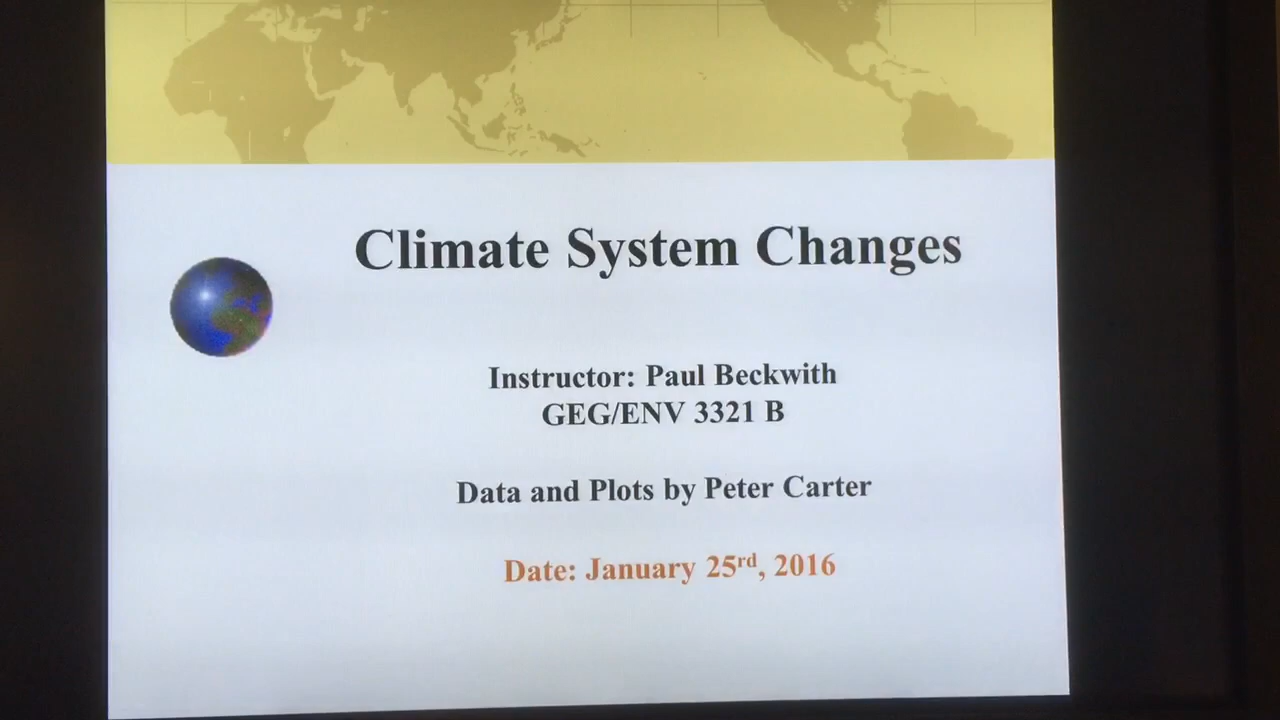 Climate System Changes
Instructor: Paul Beckwith
GEG/ENV 3321 B
Data and Plots by Peter Carter
Date: January 25rd, 2016